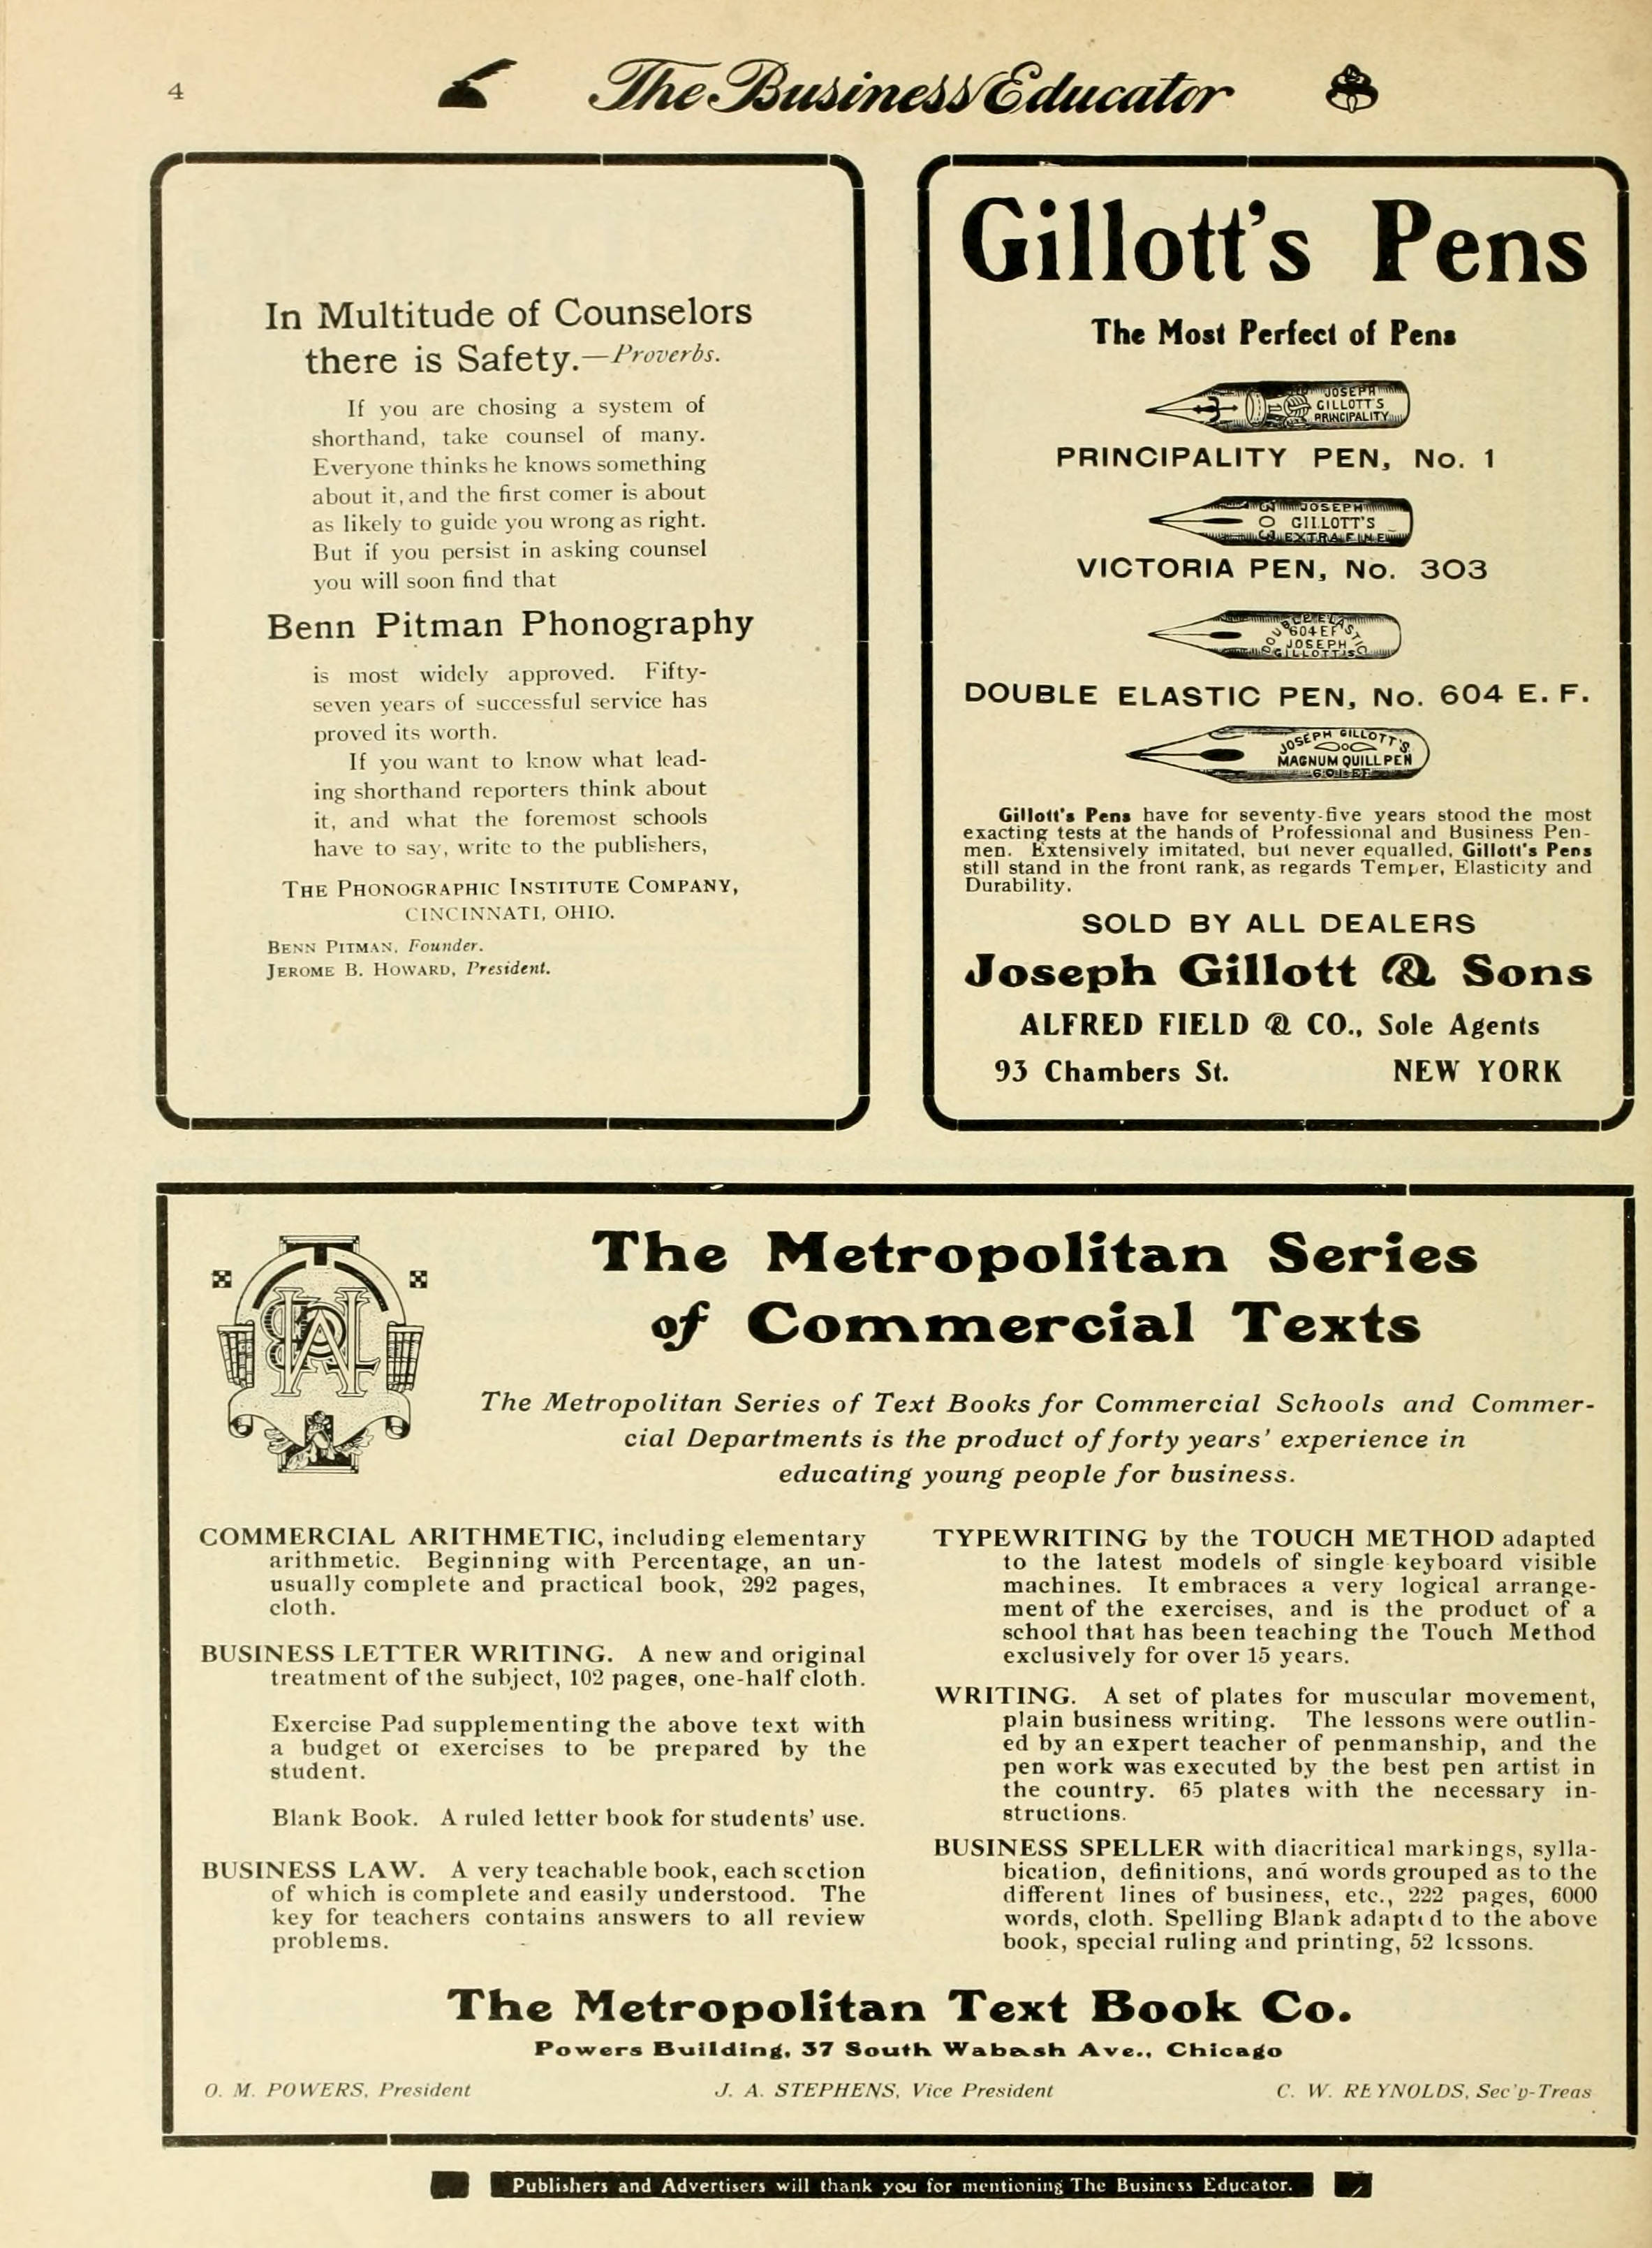 4
The Business Educator
In Multitude of Counselors
there is Safety.—Proverbs.
If you are chosing a system of
shorthand, take counsel of many.
Everyone thinks he knows something
about it, and the first comer is about
as likely to guide you wrong as right.
But if you persist in asking counsel
you will soon find that
Benn Pitman Phonography
is most widely approved. Fifty-
seven years of successful service has
proved its worth.
If you want to know what lead-
ing shorthand reporters think about
it, and what the foremost schools
have to say, write to the publishers,
THE PHONOGRAPHIC INSTITUTE COMPANY,
CINCINNATI, OHIO.
BENN PITMAN, Founder.
JEROME B. HOWARD, President.
Gillott's Pens
The Most Perfect of Pens
JOSEPH
GILLOTT'S
PRINCIPALITY
PRINCIPALITY PEN, No. 1
303
JOSEPH
GILLOTT'S
EXTRA FINE
VICTORIA PEN, No. 303
DOUBLE ELASTIC
604EF
JOSEPH
GILLOTT'S
DOUBLE ELASTIC PEN, No. 604 E. F.
JOSEPH GILLOTT'S
MAGNUM QUILL PEN
601EF
Gillott's Pens have for seventy-five years stood the most
exacting tests at the hands of Professional and Business Pen-
men. Extensively imitated, but never equalled, Gillott's Pens
still stand in the front rank, as regards Temper, Elasticity and
Durability.
SOLD BY ALL DEALERS
Joseph Gillott & Sons
ALFRED FIELD & CO., Sole Agents
93 Chambers St. NEW YORK
The Metropolitan Series
of Commercial Texts
The Metropolitan Series of Text Books for Commercial Schools and Commer-
cial Departments is the product of forty years' experience in
educating young people for business.
COMMERCIAL ARITHMETIC, including elementary
arithmetic. Beginning with Percentage, an un-
usually complete and practical book, 292 pages,
cloth.
BUSINESS LETTER WRITING. A new and original
treatment of the subject, 102 pages, one-half cloth.
Exercise Pad supplementing the above text with
a budget of exercises to be prepared by the
student.
Blank Book. A ruled letter book for students' use.
BUSINESS LAW. A very teachable book, each section
of which is complete and easily understood. The
key for teachers contains answers to all review
problems.
TYPEWRITING by the TOUCH METHOD adapted
to the latest models of single keyboard visible
machines. It embraces a very logical arrange-
ment of the exercises, and is the product of a
school that has been teaching the Touch Method
exclusively for over 15 years.
WRITING. A set of plates for muscular movement,
plain business writing. The lessons were outlin-
ed by an expert teacher of penmanship, and the
pen work was executed by the best pen artist in
the country. 65 plates with the necessary in-
structions.
BUSINESS SPELLER with diacritical markings, sylla-
bication, definitions, and words grouped as to the
different lines of business, etc., 222 pages, 6000
words, cloth. Spelling Blank adapted to the above
book, special ruling and printing, 52 lessons.
The Metropolitan Text Book Co.
Powers Building, 37 South Wabash Ave., Chicago
O. M. POWERS, President J. A. STEPHENS, Vice President C. W. REYNOLDS, Sec'y-Treas
Publishers and Advertisers will thank you for mentioning The Business Educator.